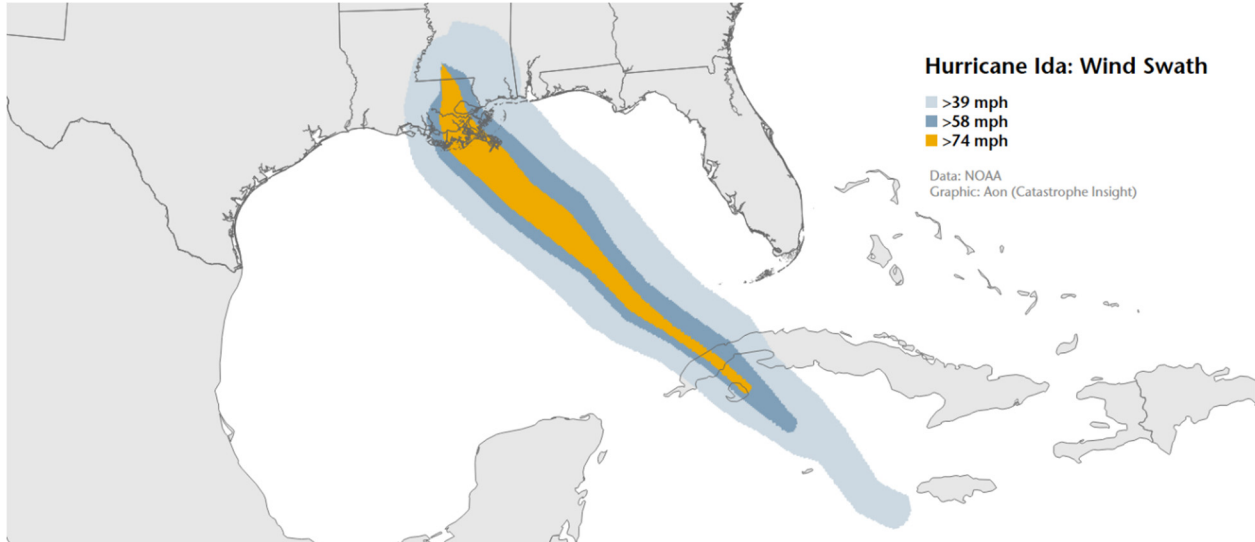 Hurricane Ida: Wind Swath
>39 mph
>58 mph
>74 mph
Data: NOAA
Graphic: Aon (Catastrophe Insight)